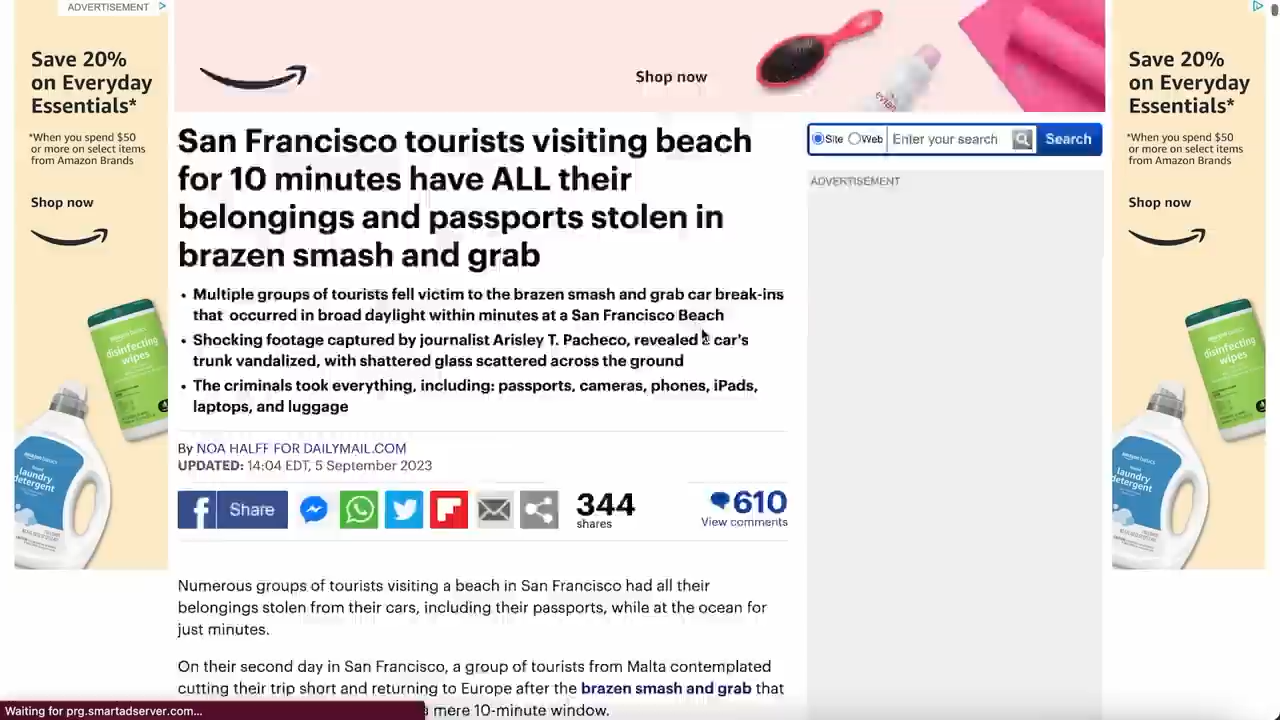 ADVERTISEMENT
Save 20%
on Everyday
Essentials*
*When you spend $50
or more on select items
from Amazon Brands
Shop now
disinfecting
wipes
laundry
detergent
Shop now
evian
San Francisco tourists visiting beach
for 10 minutes have ALL their
belongings and passports stolen in
brazen smash and grab
• Multiple groups of tourists fell victim to the brazen smash and grab car break-ins
that occurred in broad daylight within minutes at a San Francisco Beach
• Shocking footage captured by journalist Arisley T. Pacheco, revealed a car's
trunk vandalized, with shattered glass scattered across the ground
• The criminals took everything, including: passports, cameras, phones, iPads,
laptops, and luggage
By NOA HALFF FOR DAILYMAIL.COM
UPDATED: 14:04 EDT, 5 September 2023
Share
344
shares
610
View comments
Numerous groups of tourists visiting a beach in San Francisco had all their
belongings stolen from their cars, including their passports, while at the ocean for
just minutes.
On their second day in San Francisco, a group of tourists from Malta contemplated
cutting their trip short and returning to Europe after the brazen smash and grab that
mere 10-minute window.
Waiting for prg.smartadserver.com...
Site Web Enter your search Search
ADVERTISEMENT
Save 20%
on Everyday
Essentials*
*When you spend $50
or more on select items
from Amazon Brands
Shop now
disinfecting
wipes
laundry
detergent